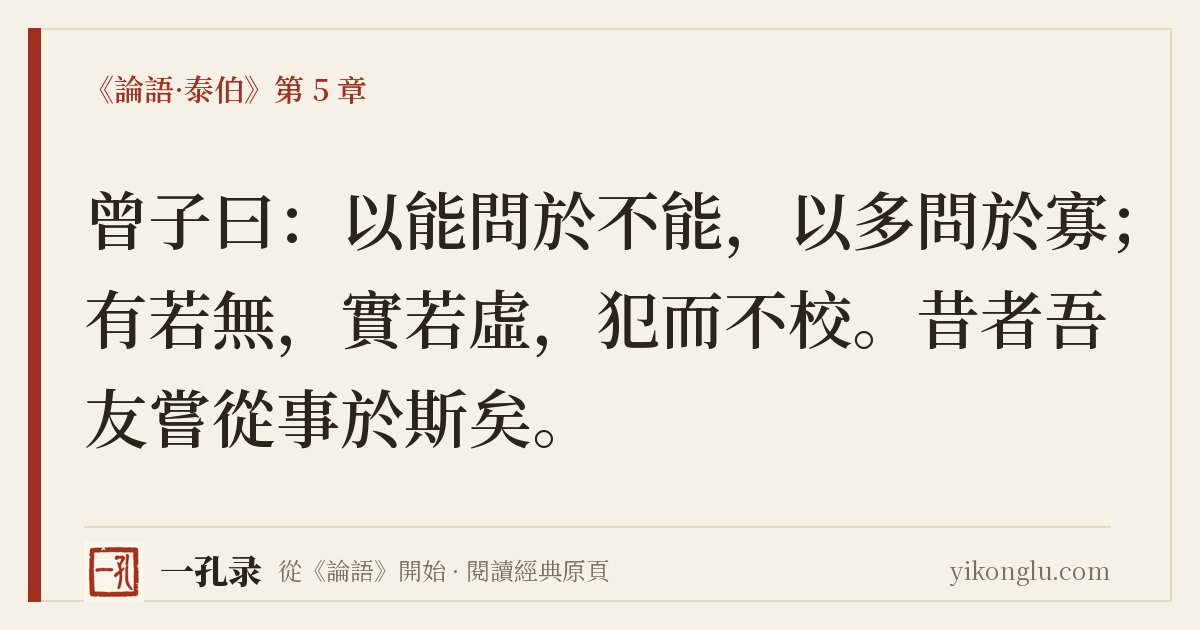 《論語·泰伯》第 5 章
曾子曰：以能問於不能，以多問於寡；
有若無，實若虛，犯而不校。昔者吾
友嘗從事於斯矣。
一孔
一孔录 從《論語》開始 · 閱讀經典原頁 yikonglu.com